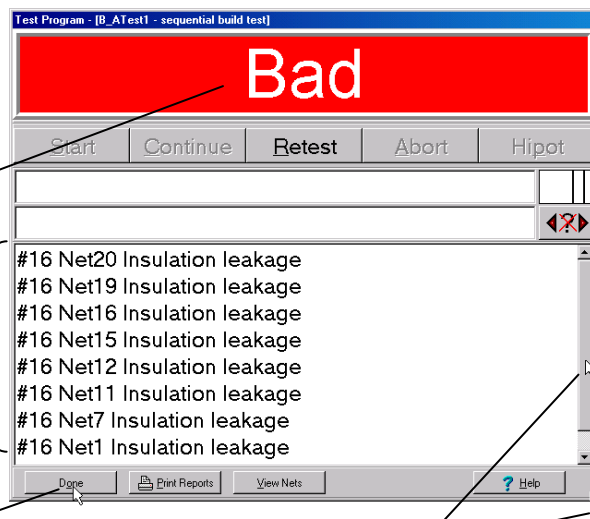 Test Program - [B_ATest1 - sequential build test]
Bad
Start Continue Retest Abort Hipot
#16 Net20 Insulation leakage
#16 Net19 Insulation leakage
#16 Net16 Insulation leakage
#16 Net15 Insulation leakage
#16 Net12 Insulation leakage
#16 Net11 Insulation leakage
#16 Net7 Insulation leakage
#16 Net1 Insulation leakage
Done Print Reports View Nets ? Help